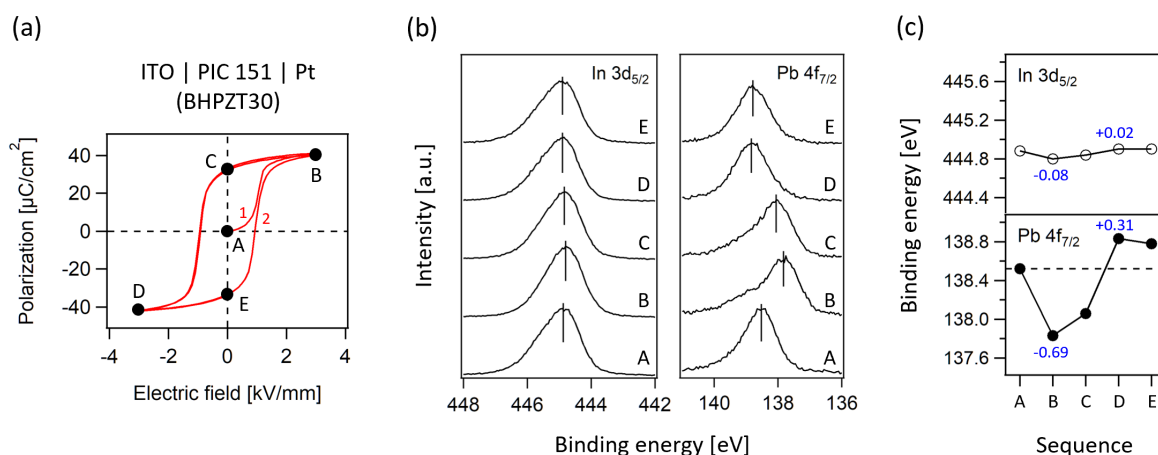 (a)
ITO | PIC 151 | Pt
(BHPZT30)
Polarization [µC/cm²]
40
20
0
-20
-40
C
B
1
2
A
D
E
-4
-2
0
2
4
Electric field [kV/mm]
(b)
Intensity [a.u.]
In 3d5/2
E
D
C
B
A
448
446
444
442
Pb 4f7/2
E
D
C
B
A
140
138
136
Binding energy [eV]
(c)
Binding energy [eV]
445.6
445.2
444.8
444.4
In 3d5/2
+0.02
-0.08
138.8
138.4
138.0
137.6
Pb 4f7/2
+0.31
-0.69
A
B
C
D
E
Sequence